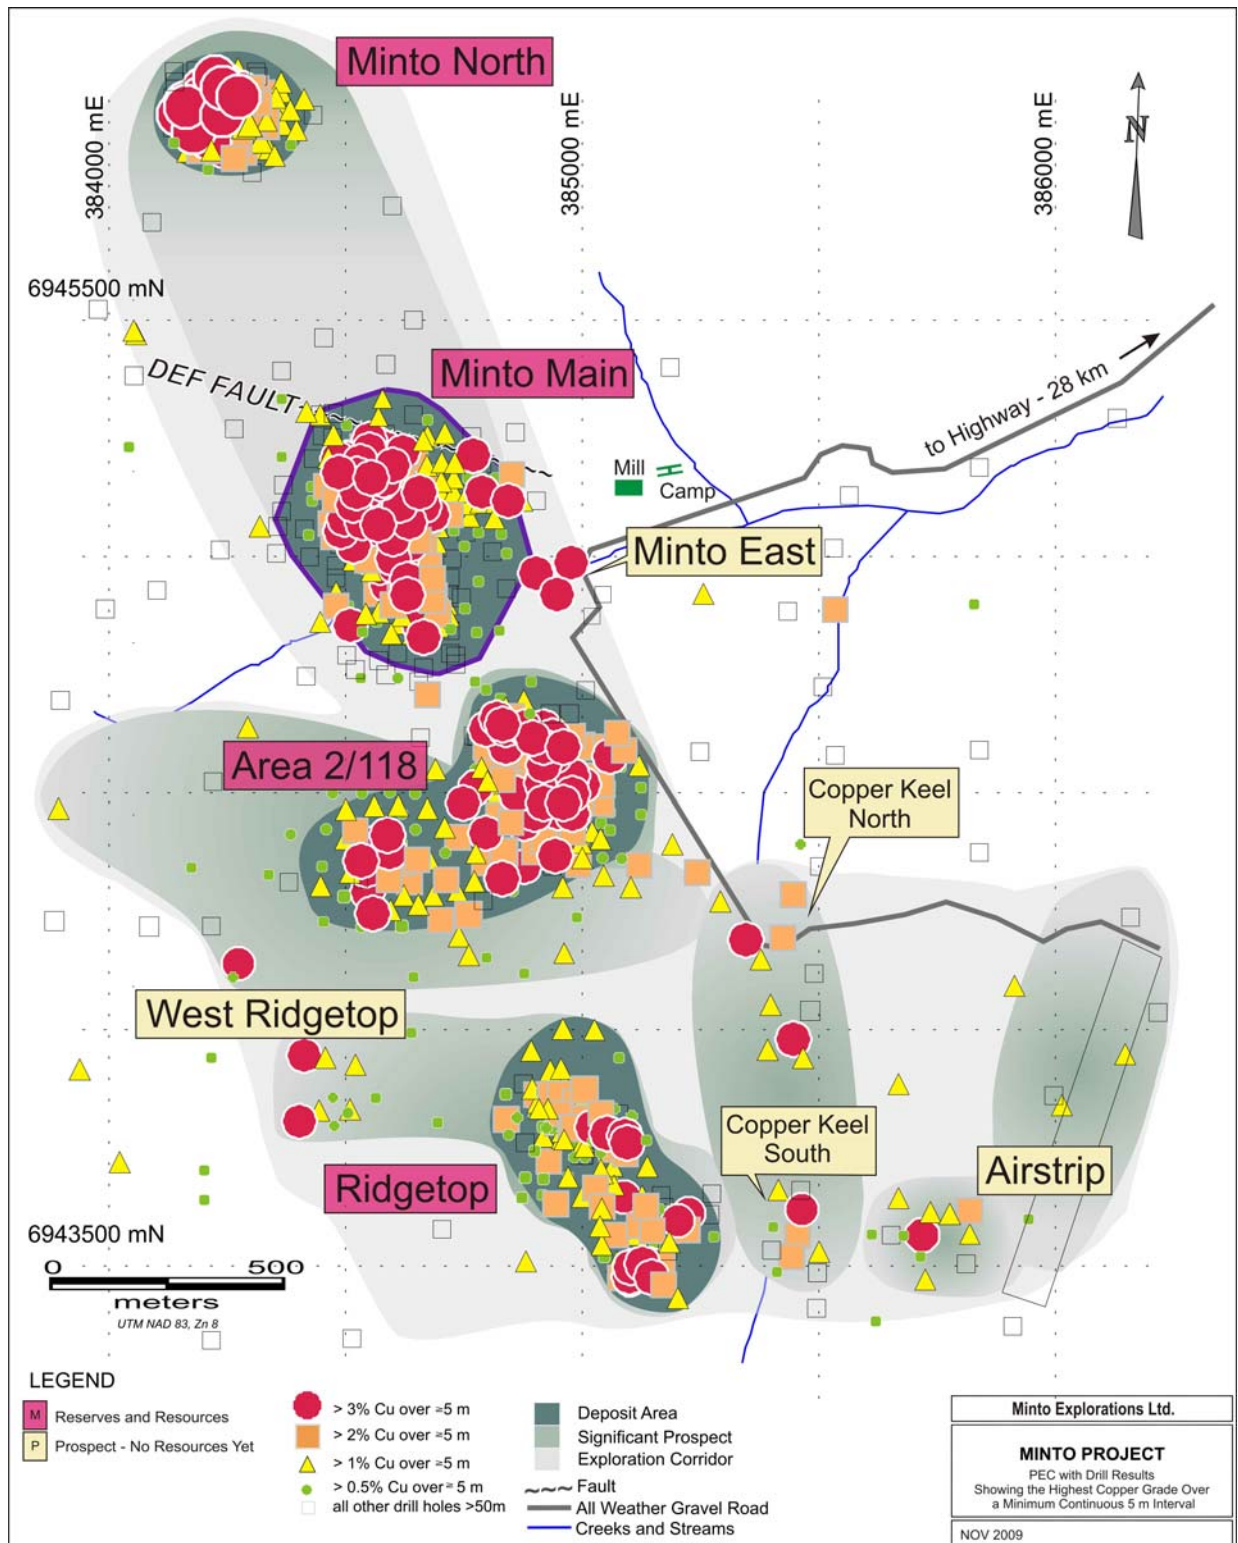 Minto North
384000 mE
385000 mE
386000 mE
N
6945500 mN
DEF FAULT
Minto Main
to Highway - 28 km
Mill
Camp
Minto East
Area 2/118
Copper Keel
North
West Ridgetop
Copper Keel
South
Airstrip
Ridgetop
6943500 mN
0 500
meters
UTM NAD 83, Zn 8
LEGEND
M Reserves and Resources
P Prospect - No Resources Yet
> 3% Cu over ≈5 m
> 2% Cu over ≈5 m
> 1% Cu over ≈5 m
> 0.5% Cu over ≈ 5 m
all other drill holes >50m
Deposit Area
Significant Prospect
Exploration Corridor
Fault
All Weather Gravel Road
Creeks and Streams
Minto Explorations Ltd.
MINTO PROJECT
PEC with Drill Results
Showing the Highest Copper Grade Over
a Minimum Continuous 5 m Interval
NOV 2009